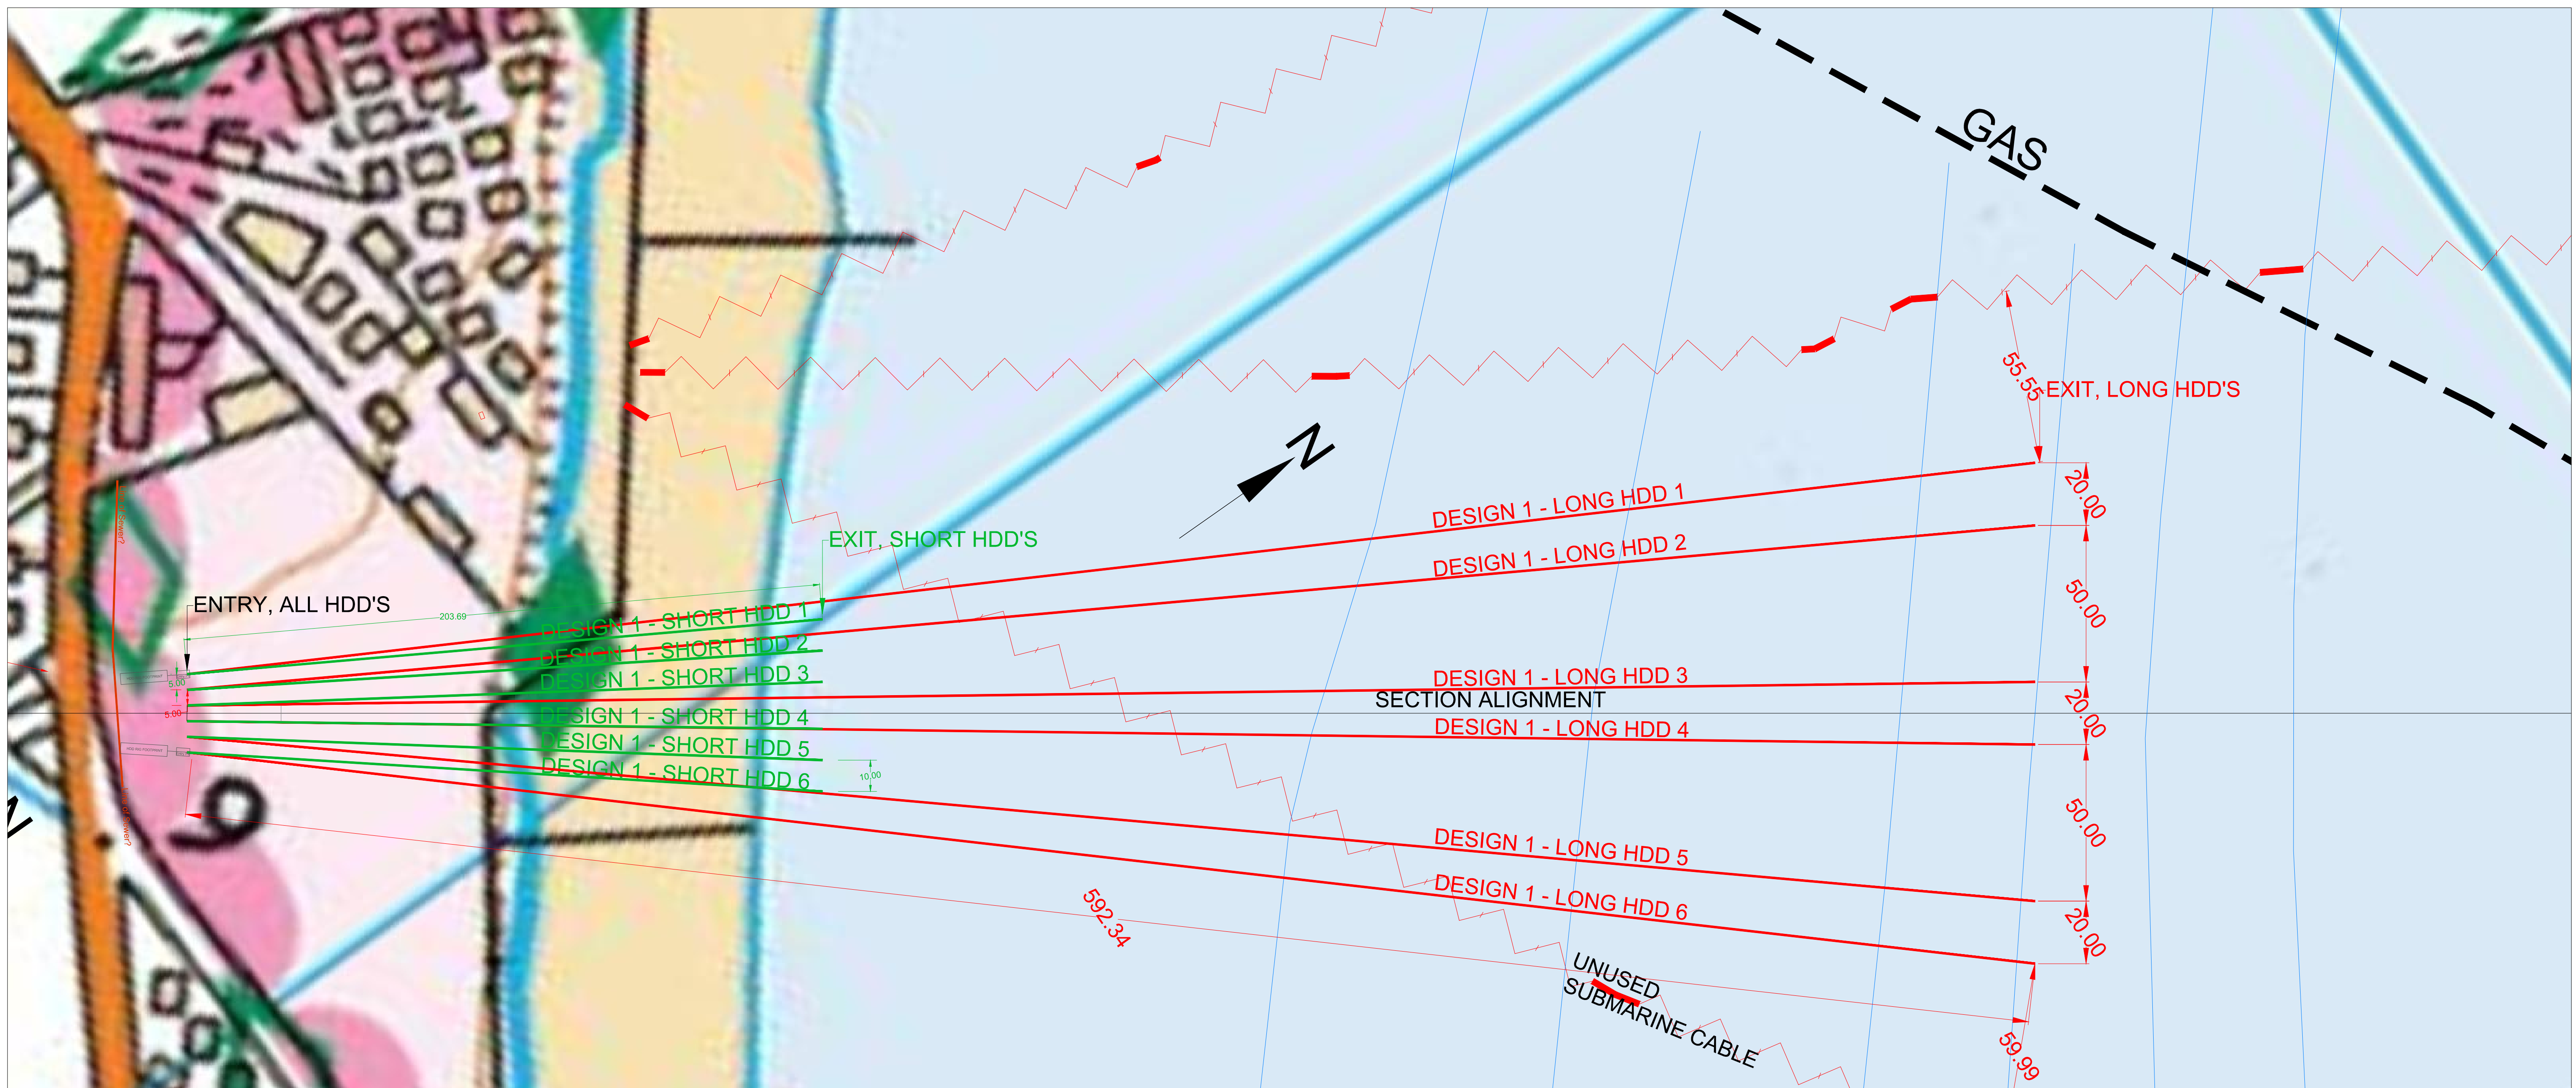 GAS
N
55.55
EXIT, LONG HDD'S
20.00
DESIGN 1 - LONG HDD 1
EXIT, SHORT HDD'S
DESIGN 1 - LONG HDD 2
50.00
ENTRY, ALL HDD'S
203.69
DESIGN 1 - SHORT HDD 1
DESIGN 1 - SHORT HDD 2
DESIGN 1 - SHORT HDD 3
5.00
DESIGN 1 - LONG HDD 3
SECTION ALIGNMENT
5.00
DESIGN 1 - SHORT HDD 4
DESIGN 1 - LONG HDD 4
20.00
DESIGN 1 - SHORT HDD 5
DESIGN 1 - SHORT HDD 6
10.00
9
N
50.00
DESIGN 1 - LONG HDD 5
DESIGN 1 - LONG HDD 6
592.34
20.00
UNUSED
SUBMARINE CABLE
59.99